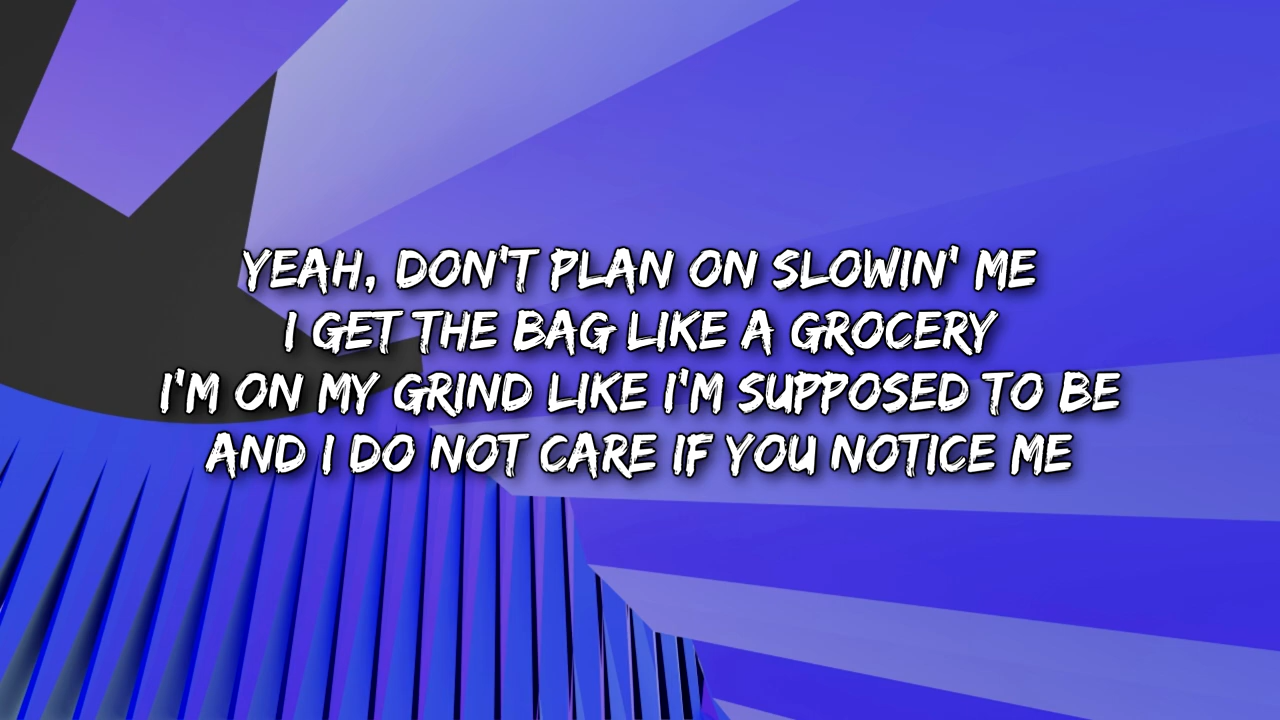 YEAH, DON'T PLAN ON SLOWIN' ME
I GET THE BAG LIKE A GROCERY
I'M ON MY GRIND LIKE I'M SUPPOSED TO BE
AND I DO NOT CARE IF YOU NOTICE ME